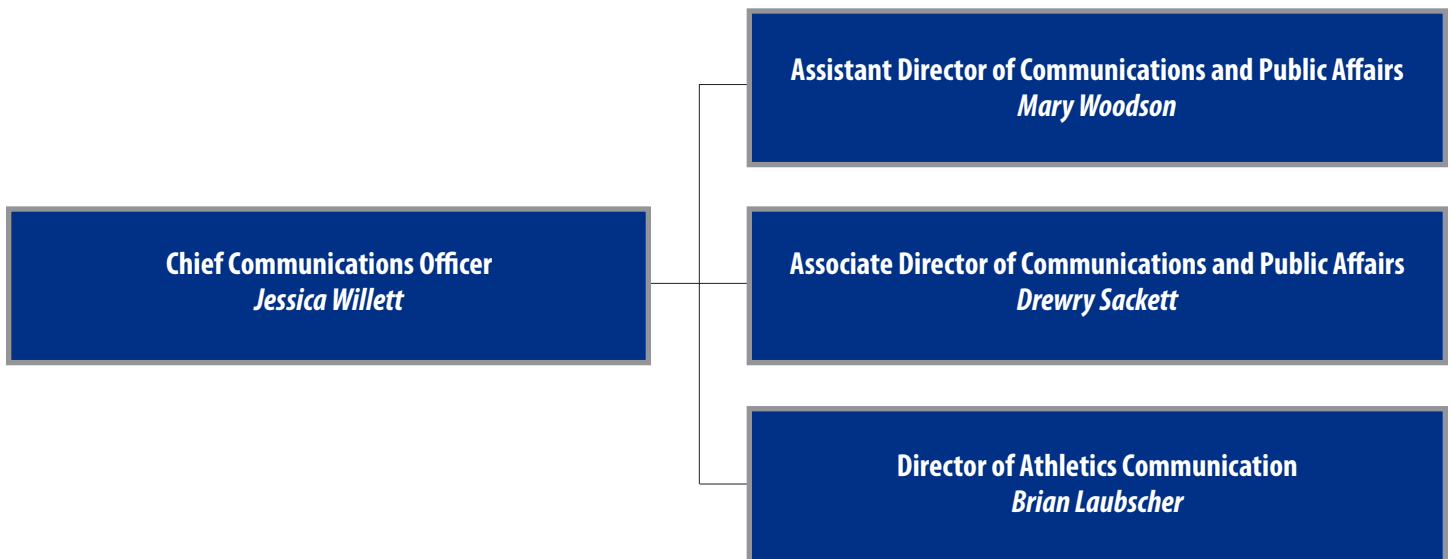 Assistant Director of Communications and Public Affairs
Mary Woodson
Chief Communications Officer
Jessica Willett
Associate Director of Communications and Public Affairs
Drewry Sackett
Director of Athletics Communication
Brian Laubscher